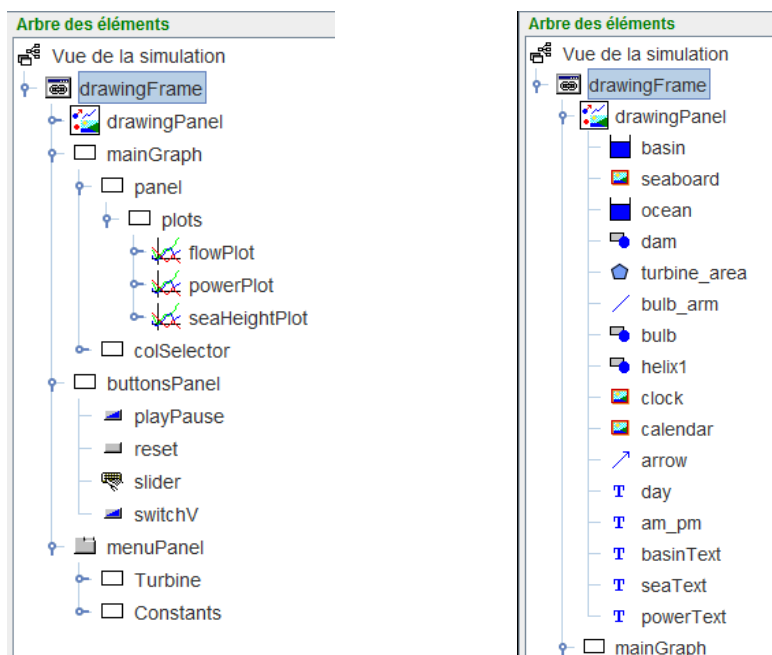 Arbre des éléments
Vue de la simulation
drawingFrame
drawingPanel
mainGraph
panel
plots
flowPlot
powerPlot
seaHeightPlot
colSelector
buttonsPanel
playPause
reset
slider
switchV
menuPanel
Turbine
Constants
Arbre des éléments
Vue de la simulation
drawingFrame
drawingPanel
basin
seaboard
ocean
dam
turbine_area
bulb_arm
bulb
helix1
clock
calendar
arrow
T day
T am_pm
T basinText
T seaText
T powerText
mainGraph